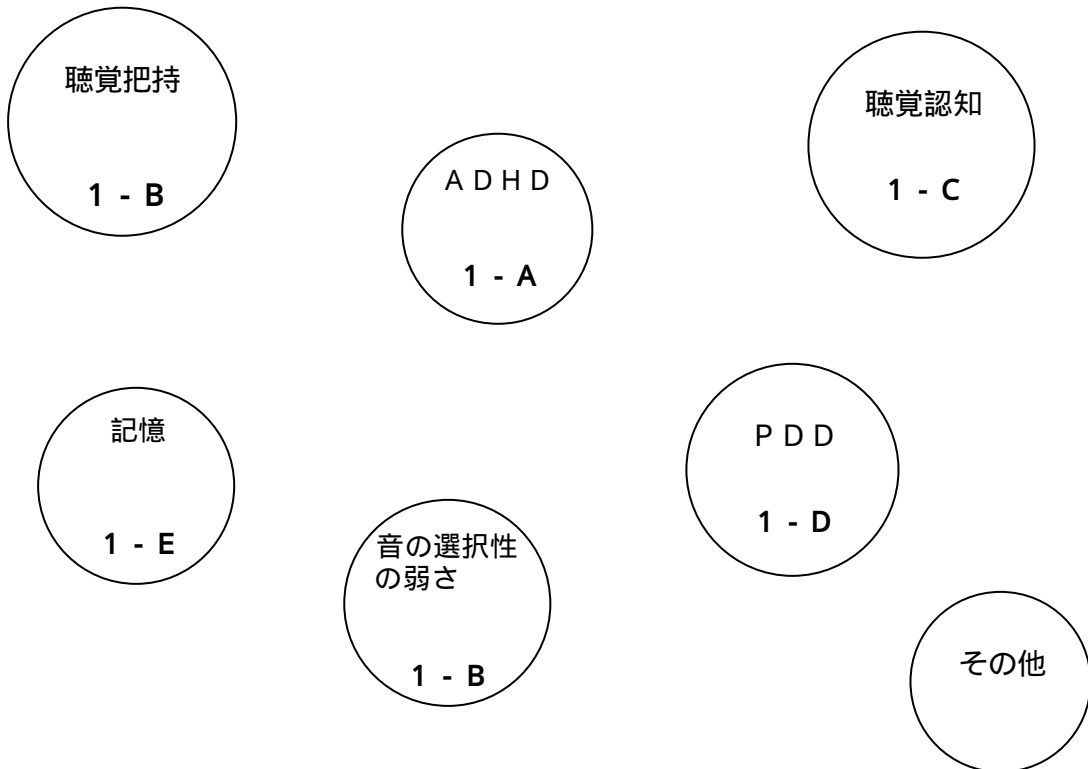 聴覚把持
1 - B
ＡＤＨＤ
1 - A
聴覚認知
1 - C
記憶
1 - E
音の選択性
の弱さ
1 - B
ＰＤＤ
1 - D
その他